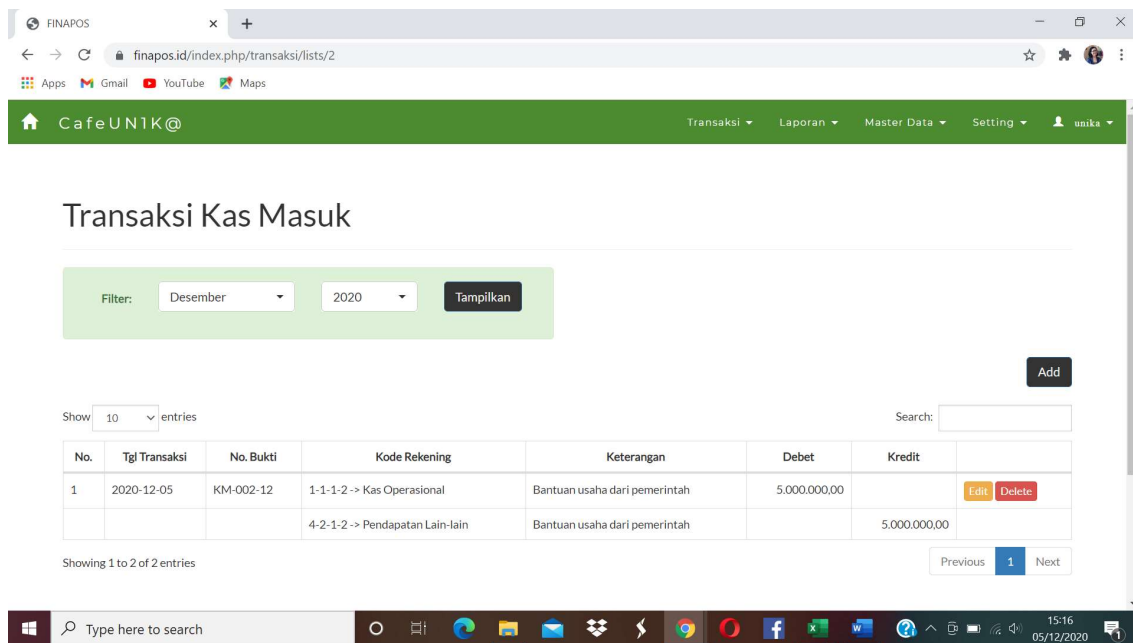 FINAPOS
finapos.id/index.php/transaksi/lists/2
Apps Gmail YouTube Maps
CafeUN1K@ Transaksi Laporan Master Data Setting unika
Transaksi Kas Masuk
Filter: Desember 2020 Tampilkan
Add
Show 10 entries Search:
No. Tgl Transaksi No. Bukti Kode Rekening Keterangan Debet Kredit
1 2020-12-05 KM-002-12 1-1-1-2 -> Kas Operasional Bantuan usaha dari pemerintah 5.000.000,00 Edit Delete
4-2-1-2 -> Pendapatan Lain-lain Bantuan usaha dari pemerintah 5.000.000,00
Showing 1 to 2 of 2 entries Previous 1 Next
Type here to search 15:16
05/12/2020